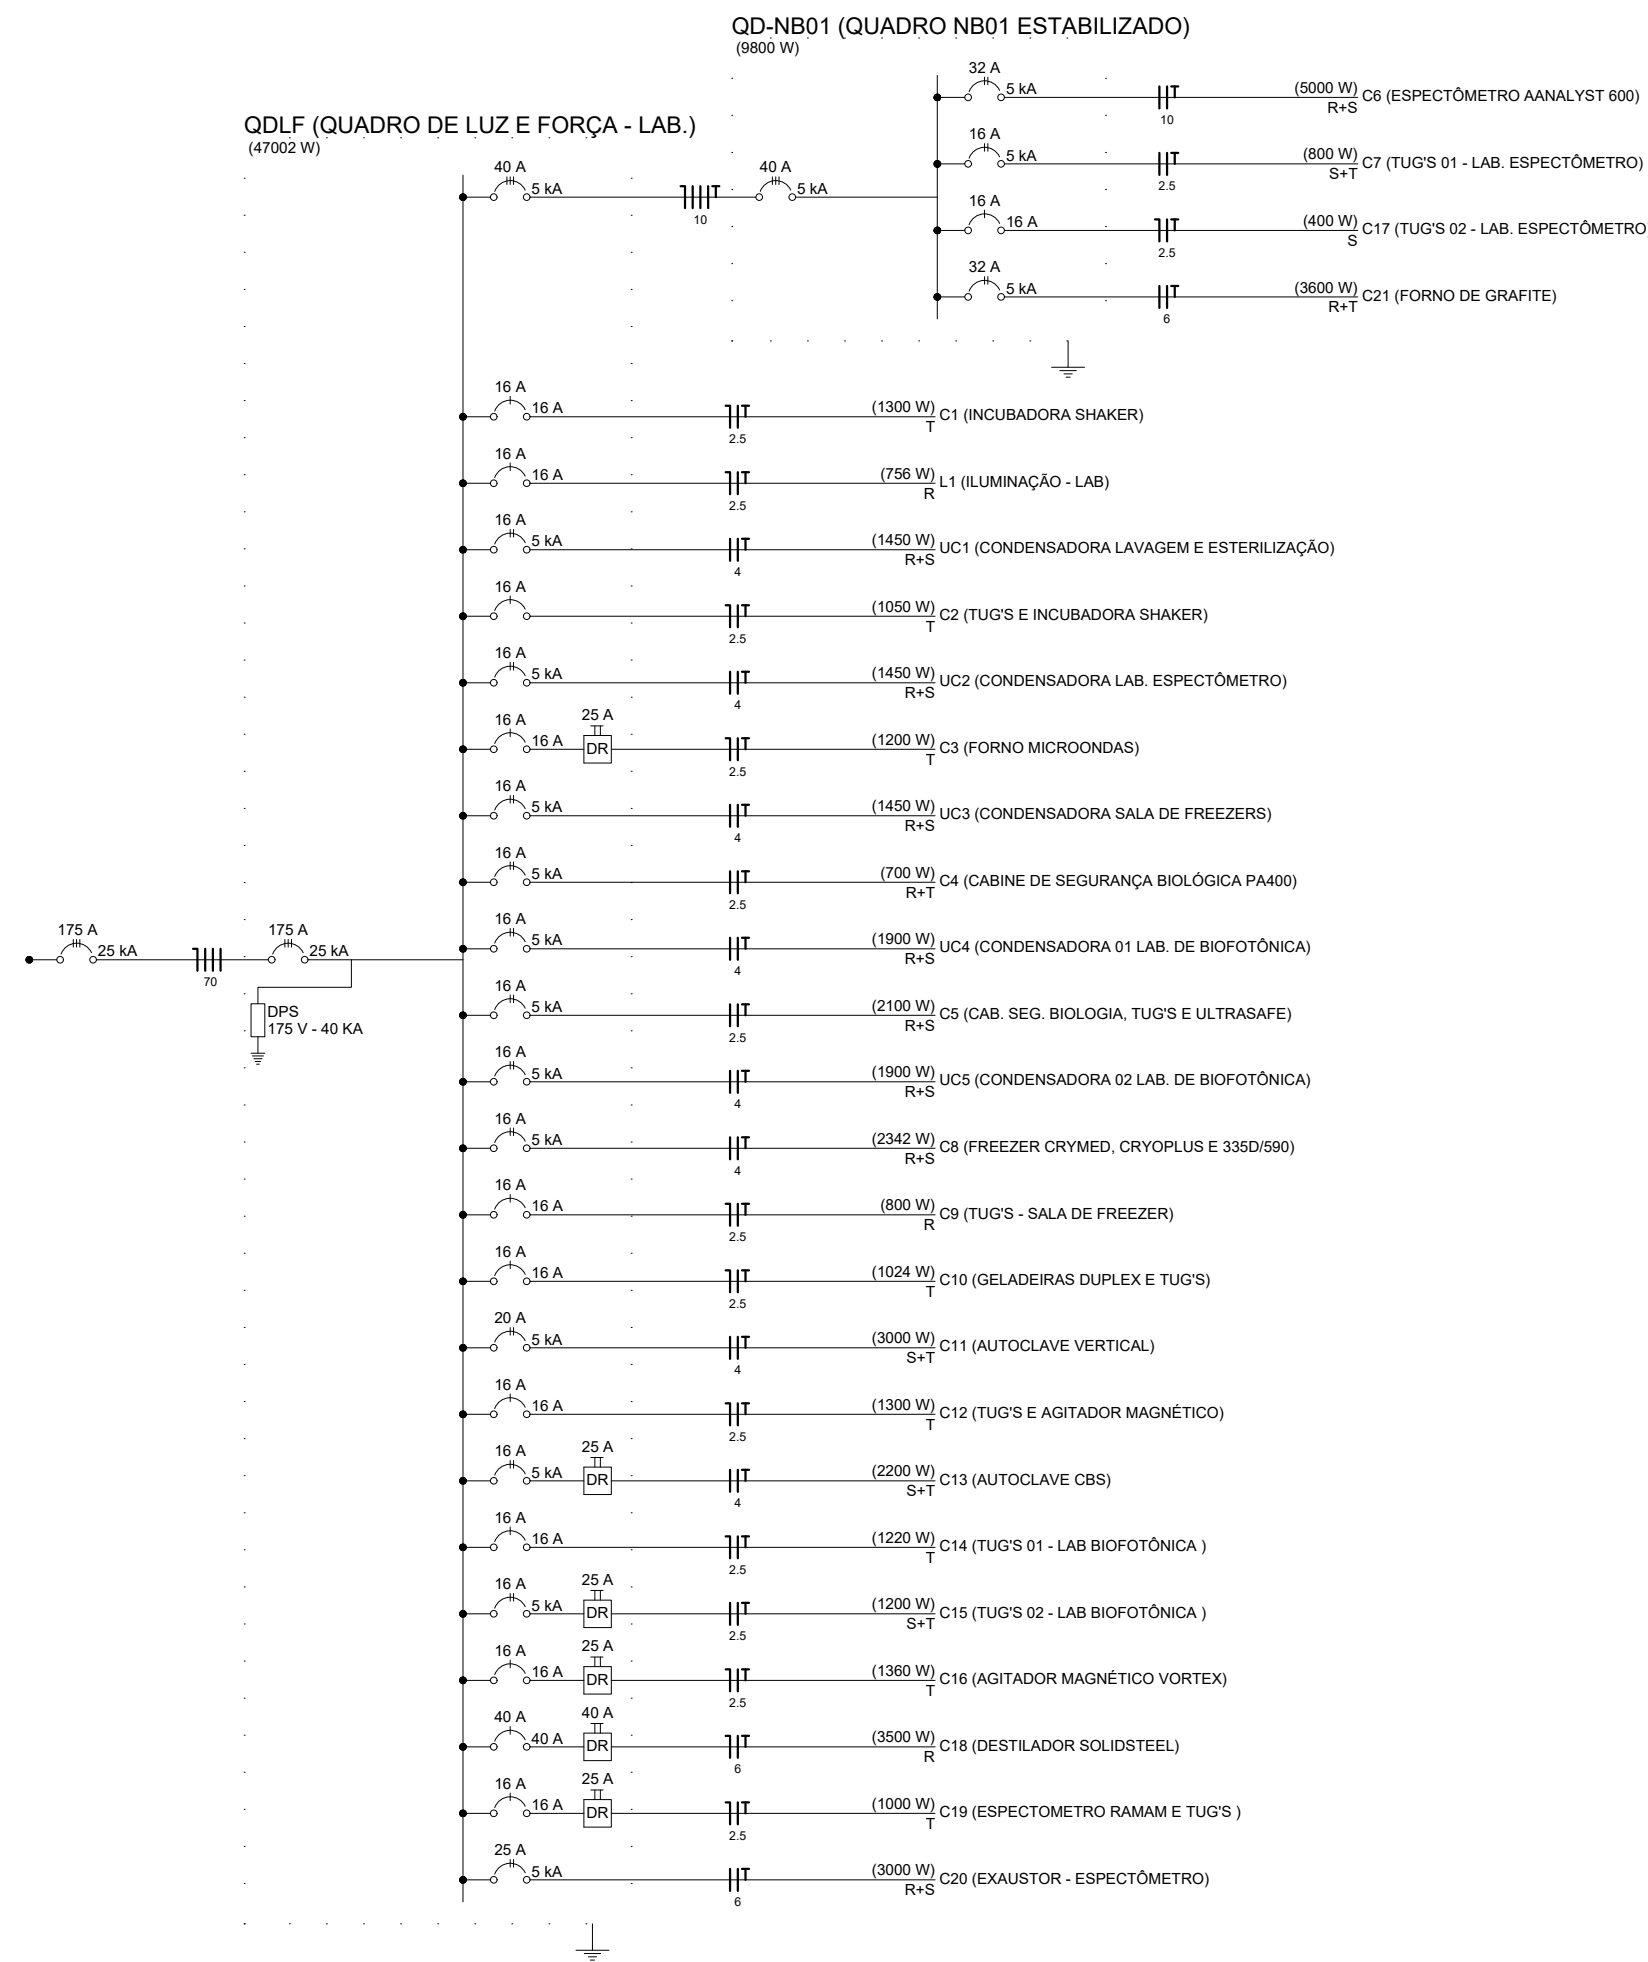 QD-NB01 (QUADRO NB01 ESTABILIZADO)
(9800 W)
32 A
5 kA
10
(5000 W)
R+S
C6 (ESPECTÔMETRO AANALYST 600)
16 A
5 kA
2.5
(800 W)
S+T
C7 (TUG'S 01 - LAB. ESPECTÔMETRO)
16 A
16 A
2.5
(400 W)
S
C17 (TUG'S 02 - LAB. ESPECTÔMETRO)
32 A
5 kA
6
(3600 W)
R+T
C21 (FORNO DE GRAFITE)
QDLF (QUADRO DE LUZ E FORÇA - LAB.)
(47002 W)
40 A
5 kA
T
10
40 A
5 kA
16 A
16 A
2.5
(1300 W)
T
C1 (INCUBADORA SHAKER)
16 A
16 A
2.5
(756 W)
R
L1 (ILUMINAÇÃO - LAB)
16 A
5 kA
4
(1450 W)
R+S
UC1 (CONDENSADORA LAVAGEM E ESTERILIZAÇÃO)
16 A
2.5
(1050 W)
T
C2 (TUG'S E INCUBADORA SHAKER)
16 A
5 kA
4
(1450 W)
R+S
UC2 (CONDENSADORA LAB. ESPECTÔMETRO)
16 A
16 A
25 A
DR
2.5
(1200 W)
T
C3 (FORNO MICROONDAS)
16 A
5 kA
4
(1450 W)
R+S
UC3 (CONDENSADORA SALA DE FREEZERS)
16 A
5 kA
2.5
(700 W)
R+T
C4 (CABINE DE SEGURANÇA BIOLÓGICA PA400)
175 A
25 kA
70
175 A
25 kA
DPS
175 V - 40 KA
16 A
5 kA
4
(1900 W)
R+S
UC4 (CONDENSADORA 01 LAB. DE BIOFOTÔNICA)
16 A
5 kA
2.5
(2100 W)
R+S
C5 (CAB. SEG. BIOLOGIA, TUG'S E ULTRASAFE)
16 A
5 kA
4
(1900 W)
R+S
UC5 (CONDENSADORA 02 LAB. DE BIOFOTÔNICA)
16 A
5 kA
4
(2342 W)
R+S
C8 (FREEZER CRYMED, CRYOPLUS E 335D/590)
16 A
16 A
2.5
(800 W)
R
C9 (TUG'S - SALA DE FREEZER)
16 A
16 A
2.5
(1024 W)
T
C10 (GELADEIRAS DUPLEX E TUG'S)
20 A
5 kA
4
(3000 W)
S+T
C11 (AUTOCLAVE VERTICAL)
16 A
16 A
2.5
(1300 W)
T
C12 (TUG'S E AGITADOR MAGNÉTICO)
16 A
5 kA
25 A
DR
4
(2200 W)
S+T
C13 (AUTOCLAVE CBS)
16 A
16 A
2.5
(1220 W)
T
C14 (TUG'S 01 - LAB BIOFOTÔNICA )
16 A
5 kA
25 A
DR
2.5
(1200 W)
S+T
C15 (TUG'S 02 - LAB BIOFOTÔNICA )
16 A
16 A
25 A
DR
2.5
(1360 W)
T
C16 (AGITADOR MAGNÉTICO VORTEX)
40 A
40 A
40 A
DR
6
(3500 W)
R
C18 (DESTILADOR SOLIDSTEEL)
16 A
16 A
25 A
DR
2.5
(1000 W)
T
C19 (ESPECTOMETRO RAMAM E TUG'S )
25 A
5 kA
6
(3000 W)
R+S
C20 (EXAUSTOR - ESPECTÔMETRO)